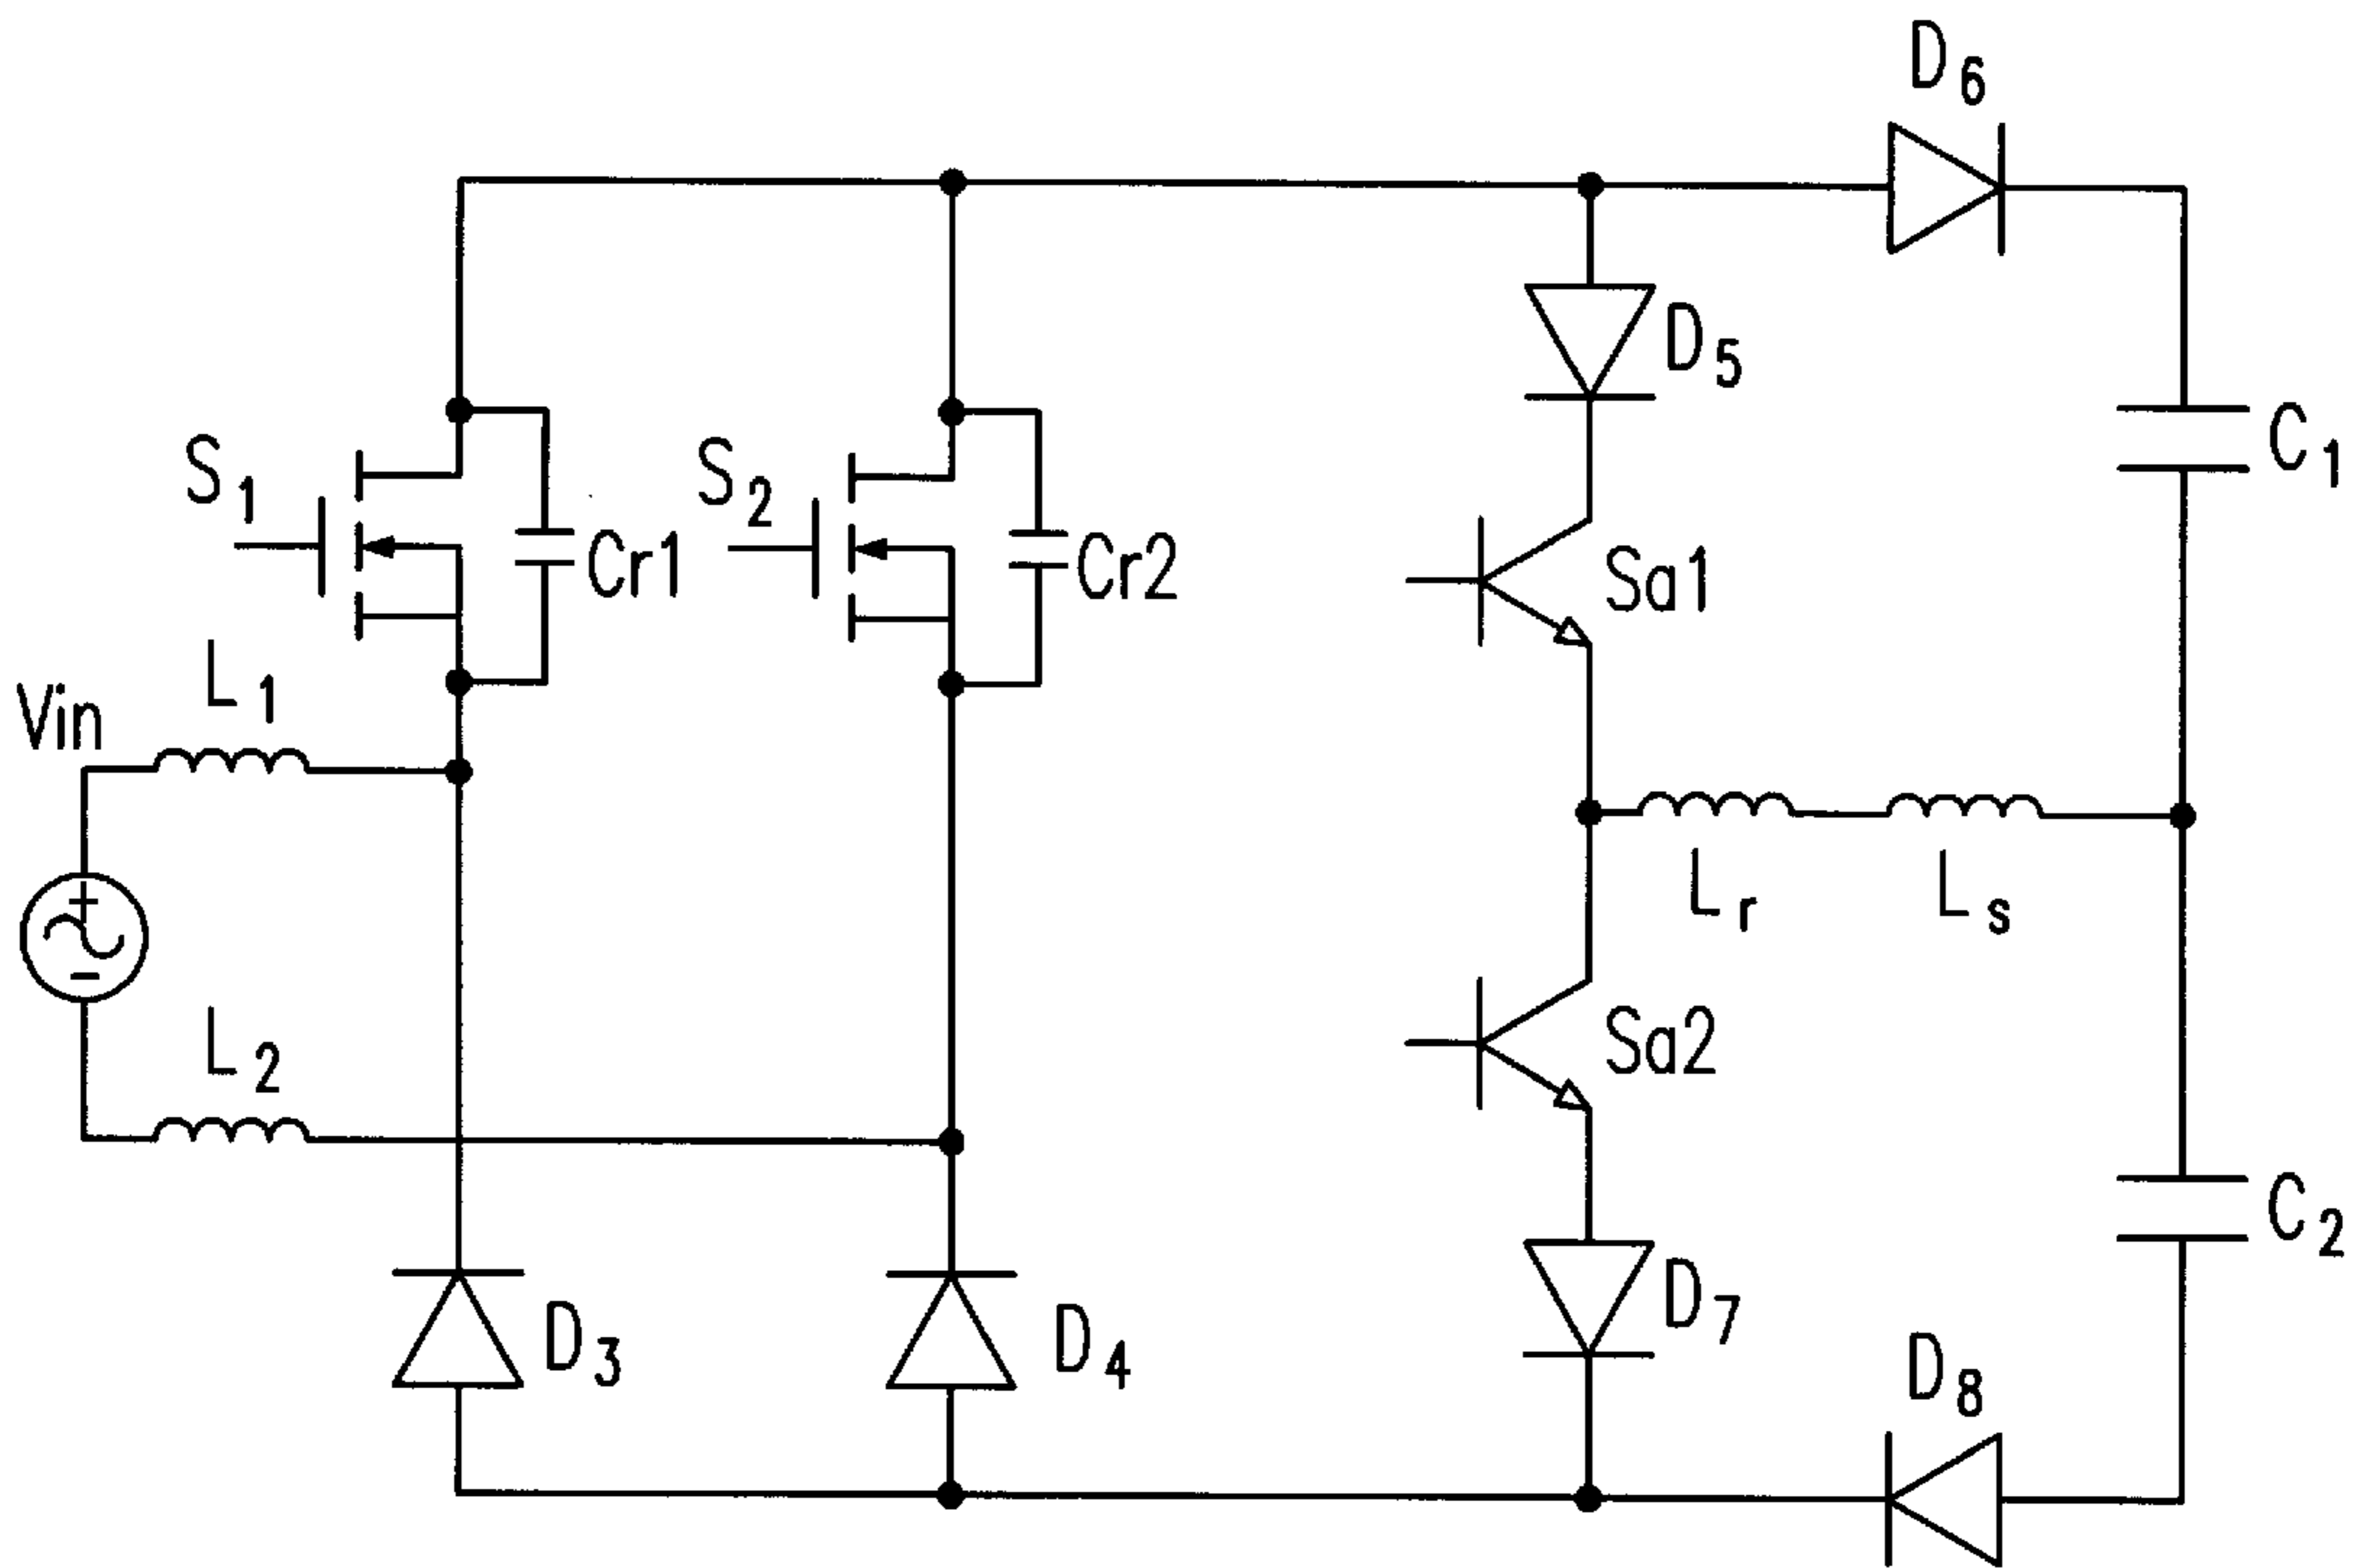 D6
D5
C1
S1
Cr1
S2
Cr2
Sa1
L1
Vin
+
-
Lr
Ls
L2
Sa2
C2
D3
D4
D7
D8